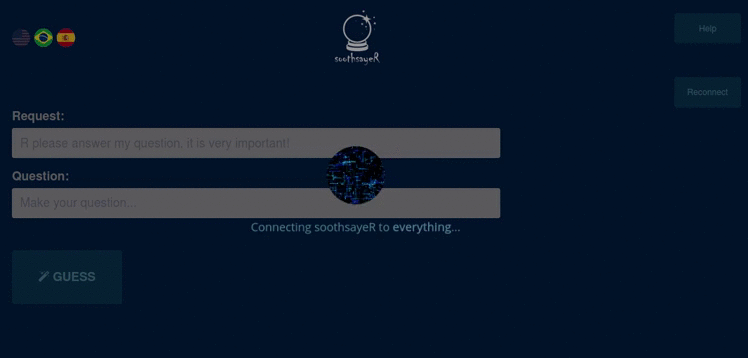 soothsayeR
Help
Reconnect
Request:
R please answer my question, it is very important!
Question:
Make your question...
Connecting soothsayeR to everything...
GUESS